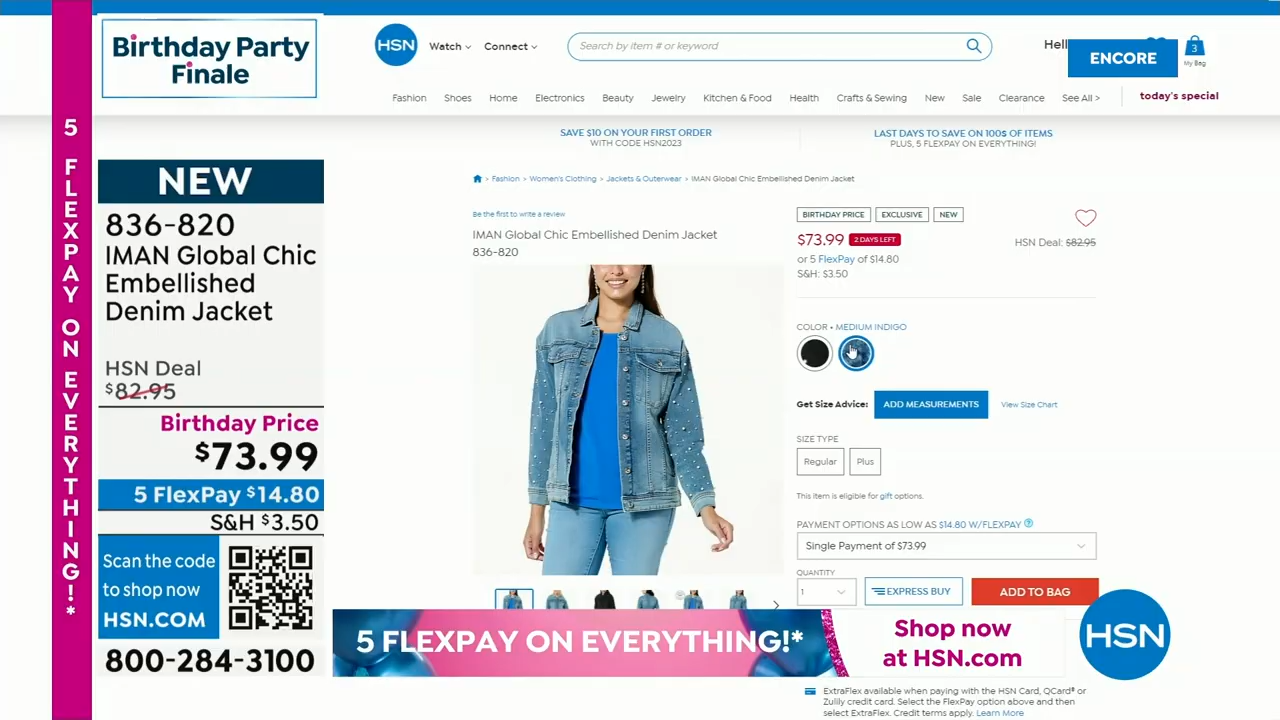 5 FLEXPAY ON EVERYTHING!*
Birthday Party
Finale
NEW
836-820
IMAN Global Chic
Embellished
Denim Jacket
HSN Deal
$82.95
Birthday Price
$73.99
5 FlexPay $14.80
S&H $3.50
Scan the code
to shop now
HSN.COM
800-284-3100
HSN
Watch
Connect
Search by item # or keyword
Hell
ENCORE
3
My Bag
Fashion
Shoes
Home
Electronics
Beauty
Jewelry
Kitchen & Food
Health
Crafts & Sewing
New
Sale
Clearance
See All >
today's special
SAVE $10 ON YOUR FIRST ORDER
WITH CODE HSN2023
LAST DAYS TO SAVE ON 100$ OF ITEMS
PLUS, 5 FLEXPAY ON EVERYTHING!
> Fashion > Women's Clothing > Jackets & Outerwear > IMAN Global Chic Embellished Denim Jacket
Be the first to write a review
IMAN Global Chic Embellished Denim Jacket
836-820
BIRTHDAY PRICE
EXCLUSIVE
NEW
$73.99 2 DAYS LEFT
HSN Deal: $82.95
or 5 FlexPay of $14.80
S&H: $3.50
COLOR • MEDIUM INDIGO
Get Size Advice:
ADD MEASUREMENTS
View Size Chart
SIZE TYPE
Regular
Plus
This item is eligible for gift options.
PAYMENT OPTIONS AS LOW AS $14.80 W/FLEXPAY ?
Single Payment of $73.99
QUANTITY
1
EXPRESS BUY
ADD TO BAG
5 FLEXPAY ON EVERYTHING!*
Shop now
at HSN.com
HSN
ExtraFlex available when paying with the HSN Card, QCard® or
Zulily credit card. Select the FlexPay option above and then
select ExtraFlex. Credit terms apply. Learn More